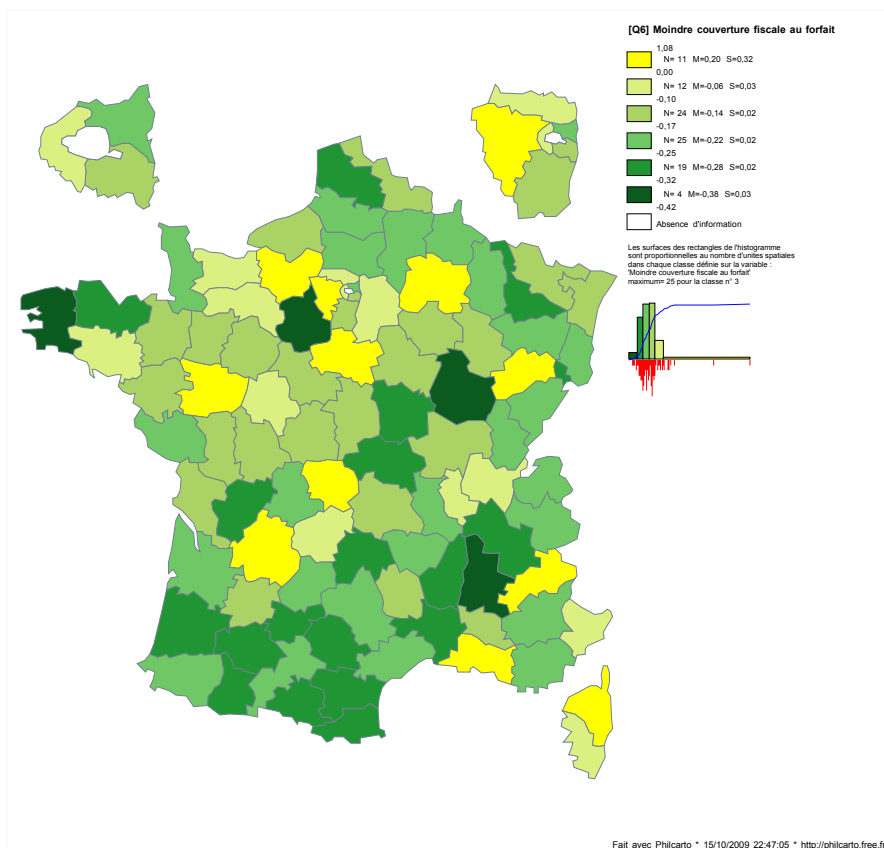 [Q6] Moindre couverture fiscale au forfait
1,08
N= 11 M=0,20 S=0,32
0,00
N= 12 M=-0,06 S=0,03
-0,10
N= 24 M=-0,14 S=0,02
-0,17
N= 25 M=-0,22 S=0,02
-0,25
N= 19 M=-0,28 S=0,02
-0,32
N= 4 M=-0,38 S=0,03
-0,42
Absence d'information
Les surfaces des rectangles de l'histogramme
sont proportionnelles au nombre d'unites spatiales
dans chaque classe définie sur la variable :
'Moindre couverture fiscale au forfait'
maximum= 25 pour la classe n° 3
Fait avec Philcarto * 15/10/2009 22:47:05 * http://philcarto.free.fr